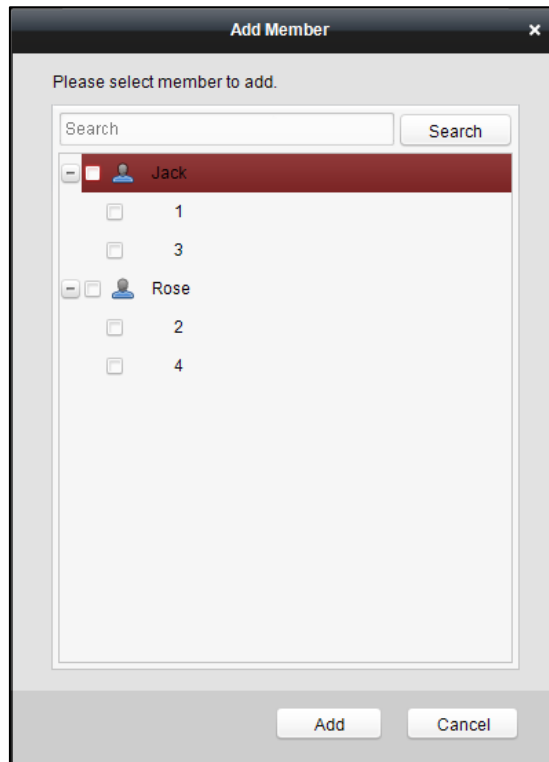 Add Member
Please select member to add.
Search Search
Jack
1
3
Rose
2
4
Add Cancel